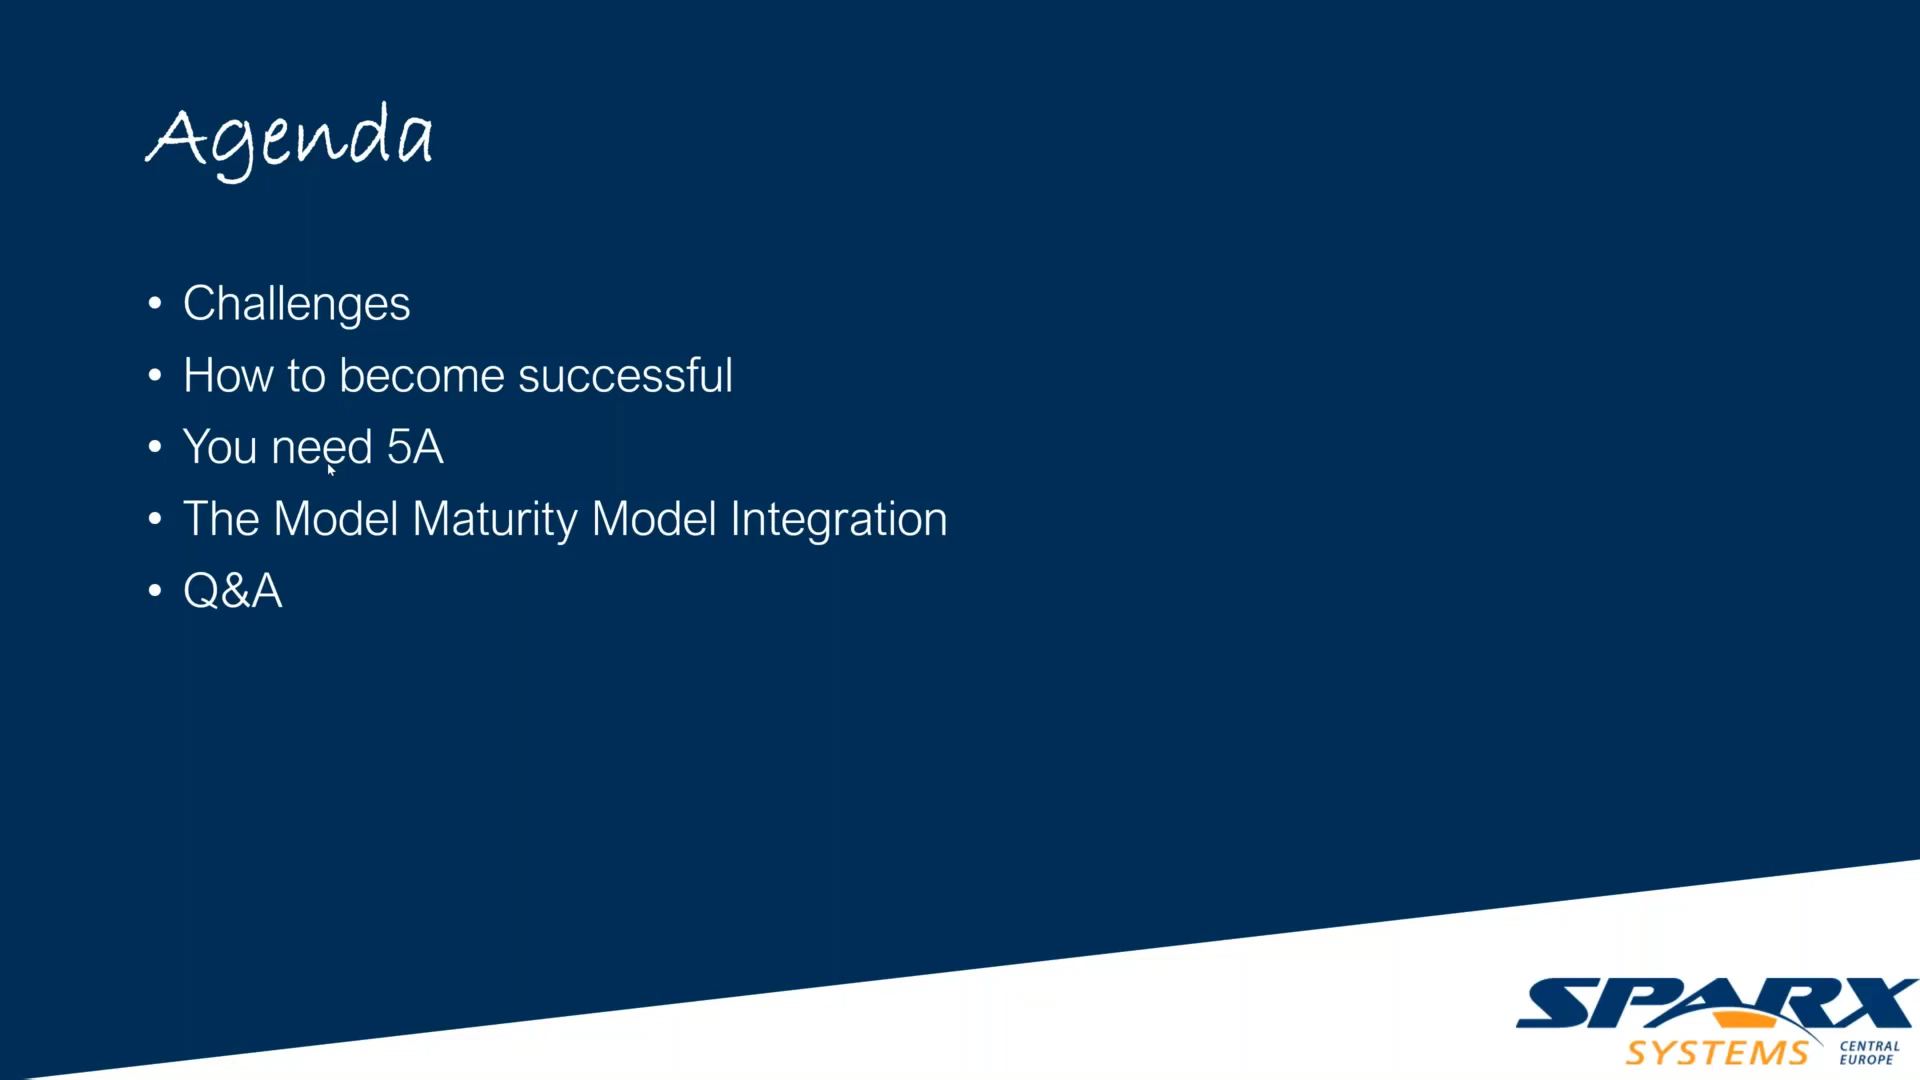 Agenda
• Challenges
• How to become successful
• You need 5A
• The Model Maturity Model Integration
• Q&A
SPARX
SYSTEMS
CENTRAL
EUROPE